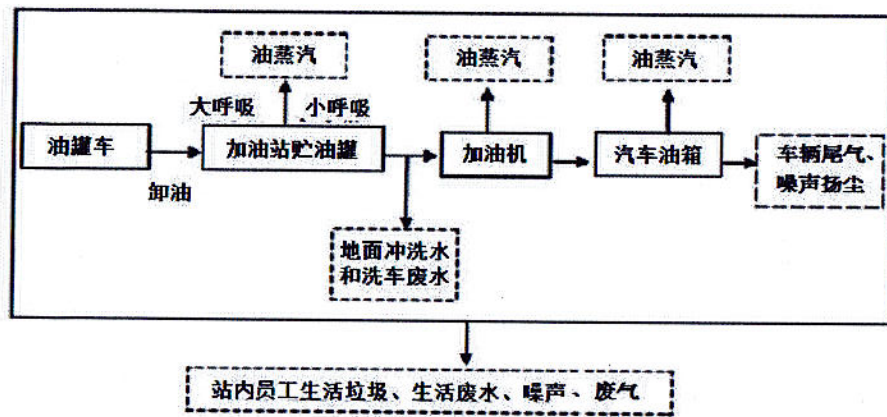 油蒸汽
油蒸汽
油蒸汽
大呼吸
小呼吸
油罐车
加油站贮油罐
加油机
汽车油箱
车辆尾气、
噪声扬尘
卸油
地面冲洗水
和洗车废水
站内员工生活垃圾、生活废水、噪声、废气